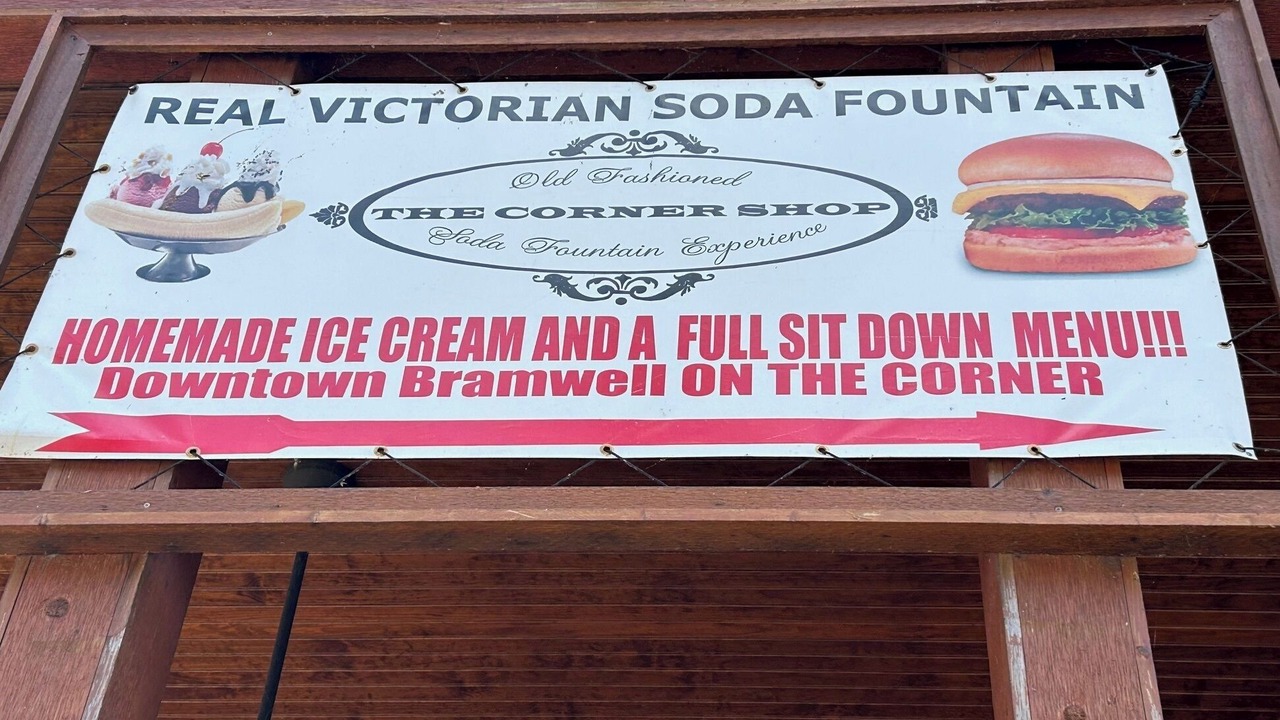 REAL VICTORIAN SODA FOUNTAIN
Old Fashioned
THE CORNER SHOP
Soda Fountain Experience
HOMEMADE ICE CREAM AND A FULL SIT DOWN MENU!!!
Downtown Bramwell ON THE CORNER